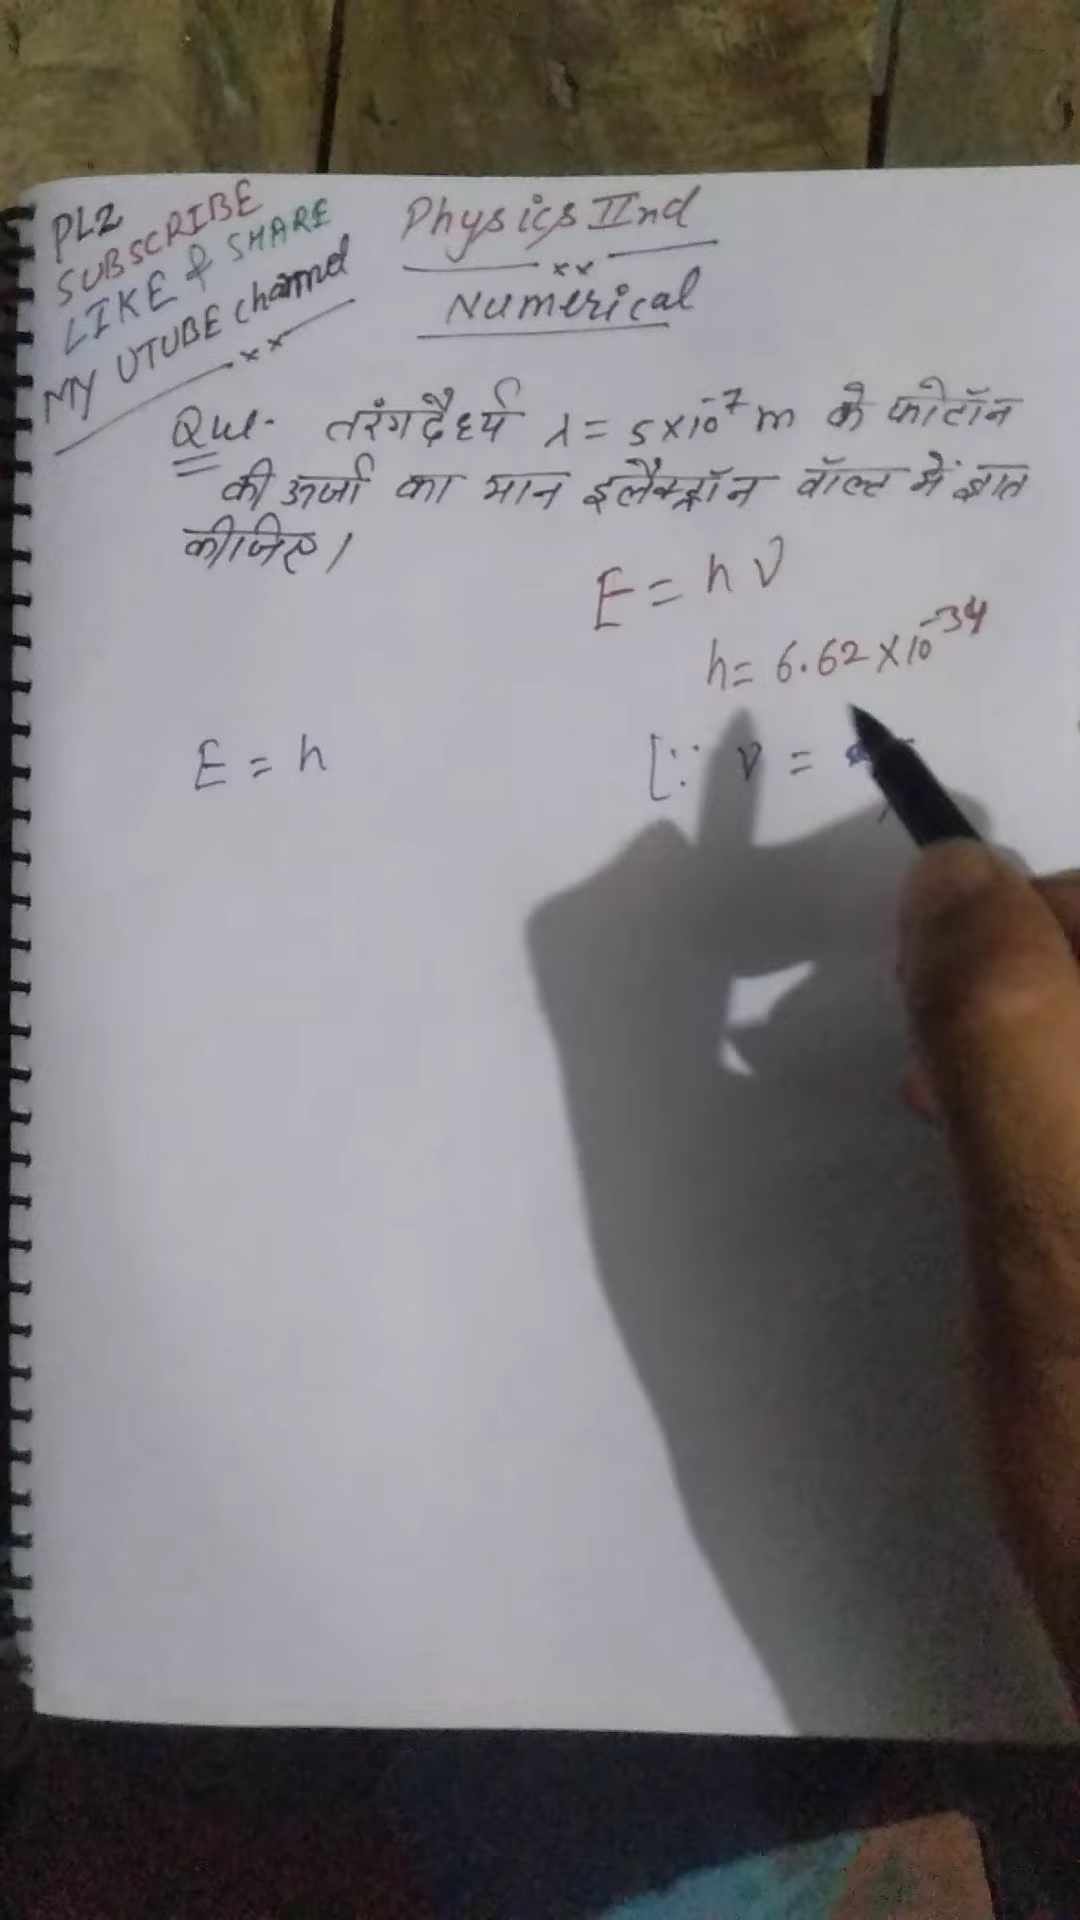 PLZ
SUBSCRIBE
LIKE & SHARE
MY UTUBE channel
Physics IInd
Numerical
Que. तरंगदैर्ध्य λ = 5×10⁻⁷ m के फोटॉन
की ऊर्जा का मान इलैक्ट्रॉन वॉल्ट में ज्ञात
कीजिए।
E = hν
h = 6.62×10⁻³⁴
E = h [∵ ν =